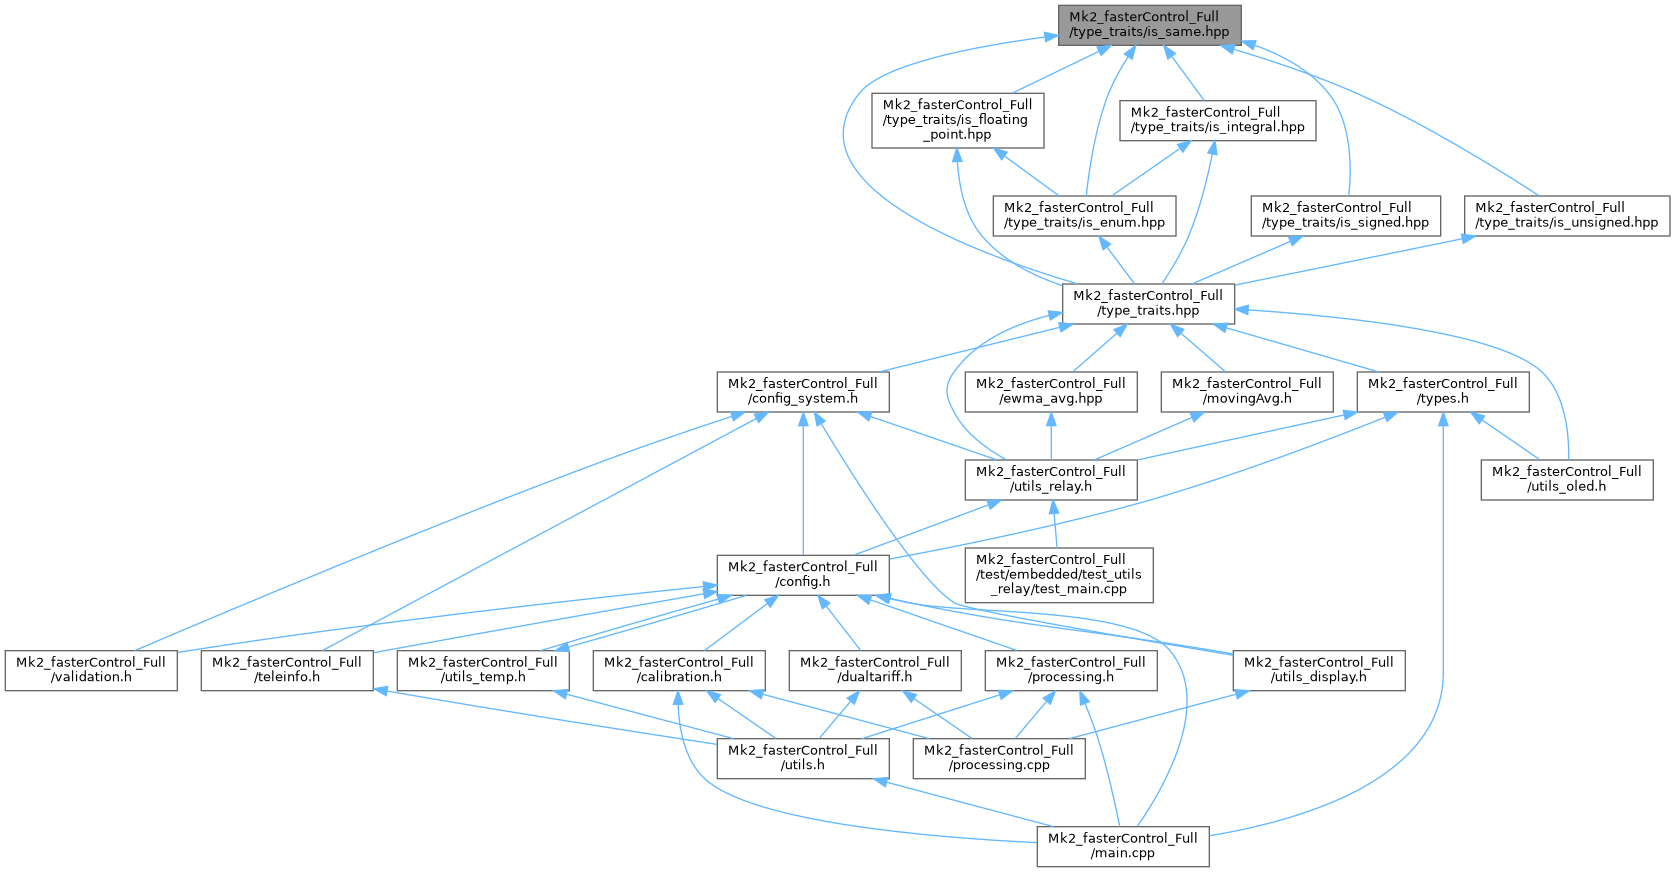 Mk2_fasterControl_Full
/type_traits/is_same.hpp
Mk2_fasterControl_Full
/type_traits/is_floating
_point.hpp
Mk2_fasterControl_Full
/type_traits/is_integral.hpp
Mk2_fasterControl_Full
/type_traits/is_enum.hpp
Mk2_fasterControl_Full
/type_traits/is_signed.hpp
Mk2_fasterControl_Full
/type_traits/is_unsigned.hpp
Mk2_fasterControl_Full
/type_traits.hpp
Mk2_fasterControl_Full
/config_system.h
Mk2_fasterControl_Full
/ewma_avg.hpp
Mk2_fasterControl_Full
/movingAvg.h
Mk2_fasterControl_Full
/types.h
Mk2_fasterControl_Full
/utils_relay.h
Mk2_fasterControl_Full
/utils_oled.h
Mk2_fasterControl_Full
/config.h
Mk2_fasterControl_Full
/test/embedded/test_utils
_relay/test_main.cpp
Mk2_fasterControl_Full
/validation.h
Mk2_fasterControl_Full
/teleinfo.h
Mk2_fasterControl_Full
/utils_temp.h
Mk2_fasterControl_Full
/calibration.h
Mk2_fasterControl_Full
/dualtariff.h
Mk2_fasterControl_Full
/processing.h
Mk2_fasterControl_Full
/utils_display.h
Mk2_fasterControl_Full
/utils.h
Mk2_fasterControl_Full
/processing.cpp
Mk2_fasterControl_Full
/main.cpp